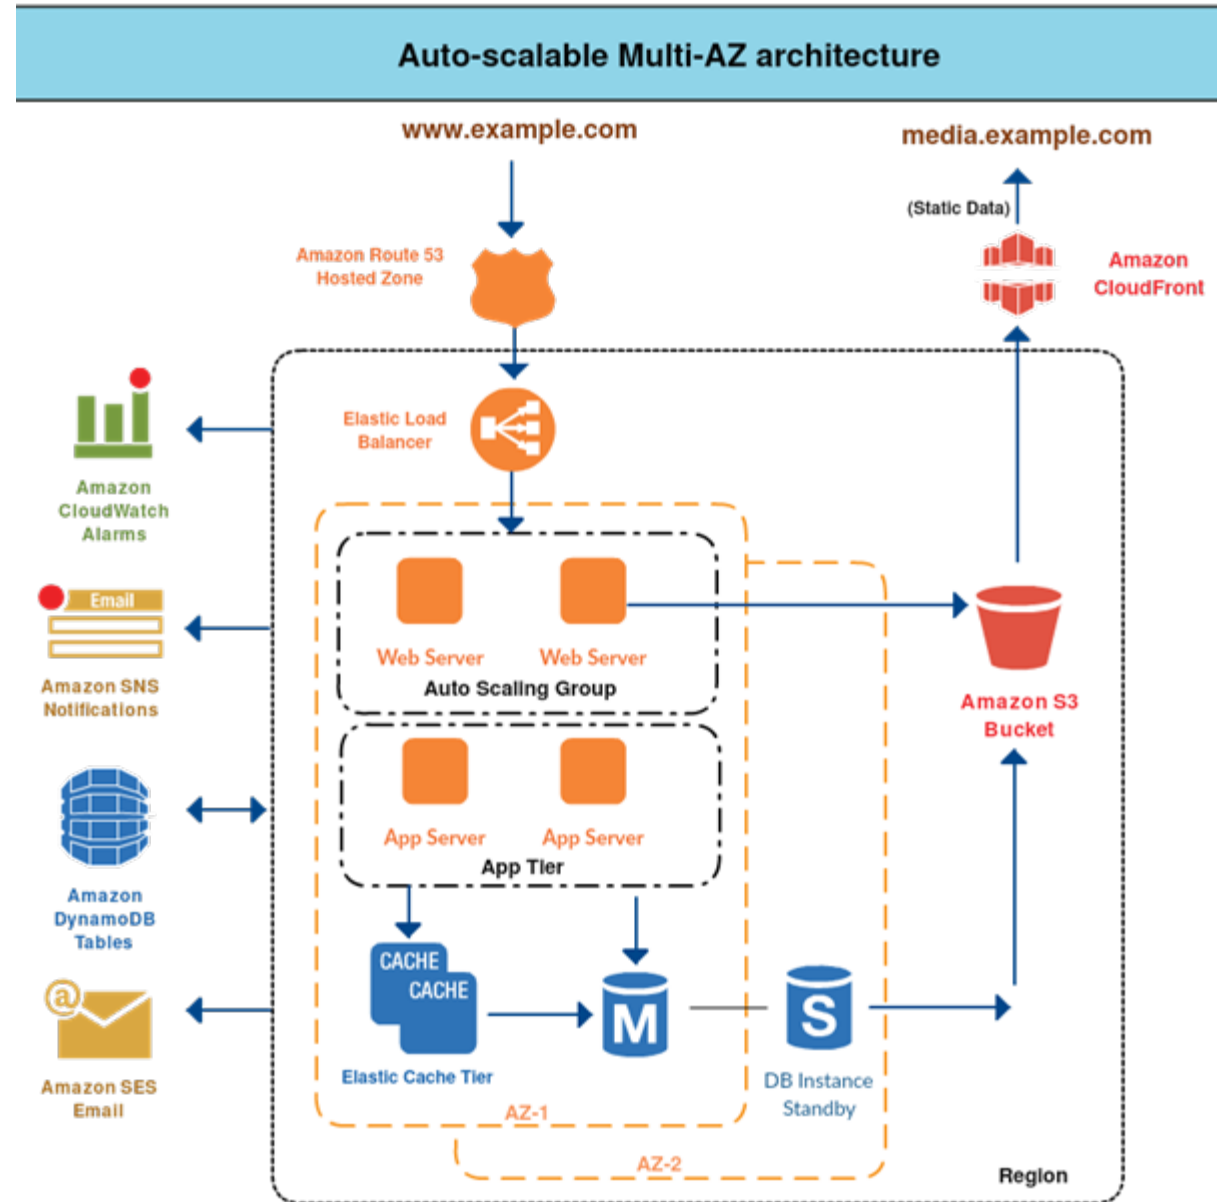 Auto-scalable Multi-AZ architecture
www.example.com
media.example.com
(Static Data)
Amazon Route 53
Hosted Zone
Amazon
CloudFront
Elastic Load
Balancer
Amazon
CloudWatch
Alarms
Email
Amazon SNS
Notifications
Web Server
Web Server
Auto Scaling Group
Amazon S3
Bucket
App Server
App Server
App Tier
Amazon
DynamoDB
Tables
CACHE
CACHE
M
S
@
Elastic Cache Tier
DB Instance
Standby
Amazon SES
Email
AZ-1
AZ-2
Region